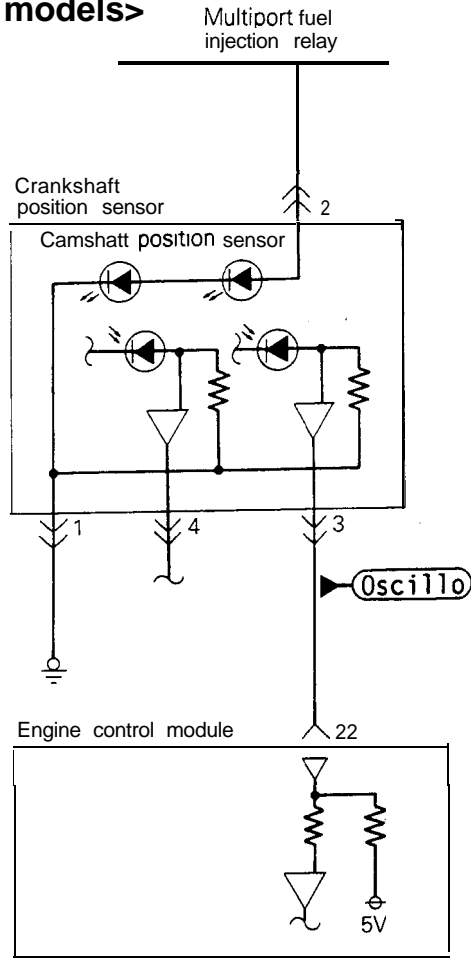 models>
Multiport fuel
injection relay
2
Crankshaft
position sensor
Camshatt position sensor
1
4
3
Oscillo
Engine control module
22
5V